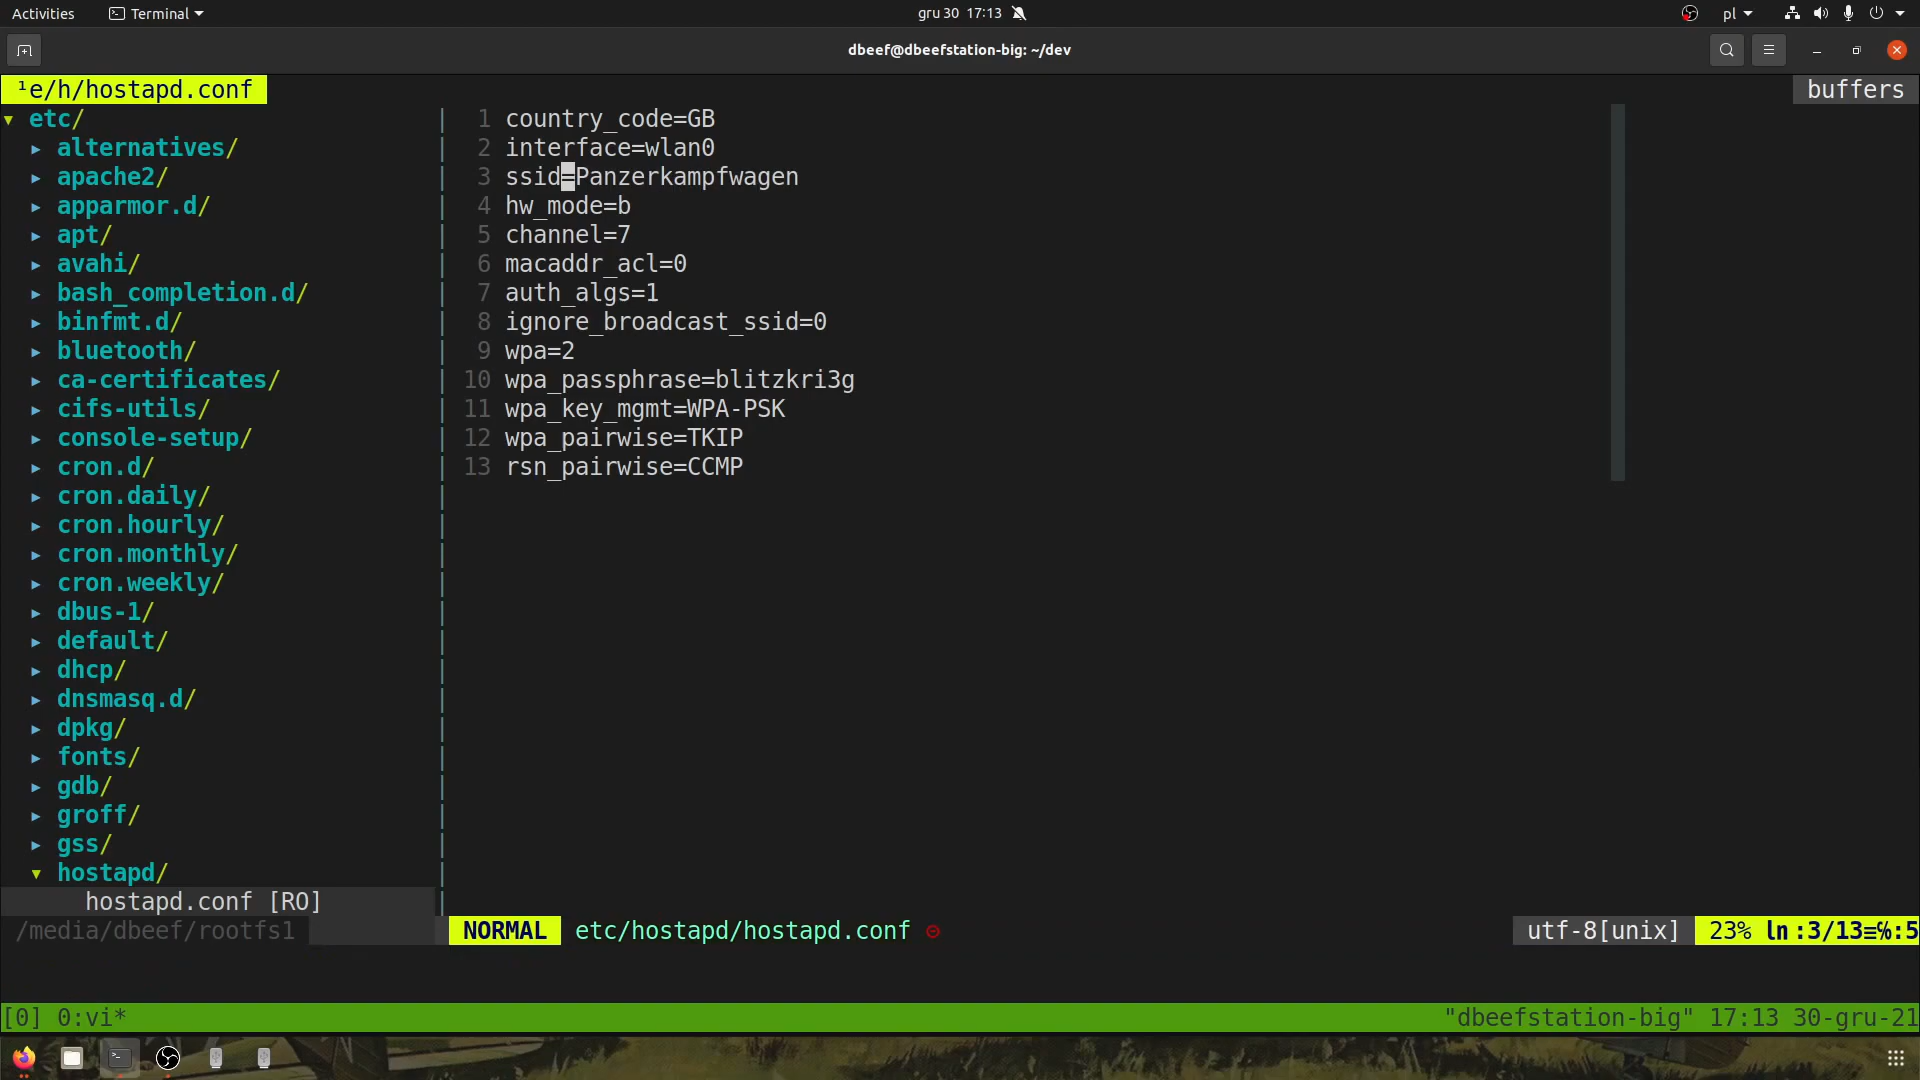 Activities
Terminal
gru 30 17:13
pl
dbeef@dbeefstation-big: ~/dev
¹e/h/hostapd.conf
buffers
▾ etc/
▸ alternatives/
▸ apache2/
▸ apparmor.d/
▸ apt/
▸ avahi/
▸ bash_completion.d/
▸ binfmt.d/
▸ bluetooth/
▸ ca-certificates/
▸ cifs-utils/
▸ console-setup/
▸ cron.d/
▸ cron.daily/
▸ cron.hourly/
▸ cron.monthly/
▸ cron.weekly/
▸ dbus-1/
▸ default/
▸ dhcp/
▸ dnsmasq.d/
▸ dpkg/
▸ fonts/
▸ gdb/
▸ groff/
▸ gss/
▾ hostapd/
hostapd.conf [RO]
/media/dbeef/rootfs1
1 country_code=GB
2 interface=wlan0
3 ssid=Panzerkampfwagen
4 hw_mode=b
5 channel=7
6 macaddr_acl=0
7 auth_algs=1
8 ignore_broadcast_ssid=0
9 wpa=2
10 wpa_passphrase=blitzkri3g
11 wpa_key_mgmt=WPA-PSK
12 wpa_pairwise=TKIP
13 rsn_pairwise=CCMP
NORMAL etc/hostapd/hostapd.conf ⊝
utf-8[unix] 23% ㏑:3/13≡℅:5
[0] 0:vi*
"dbeefstation-big" 17:13 30-gru-21